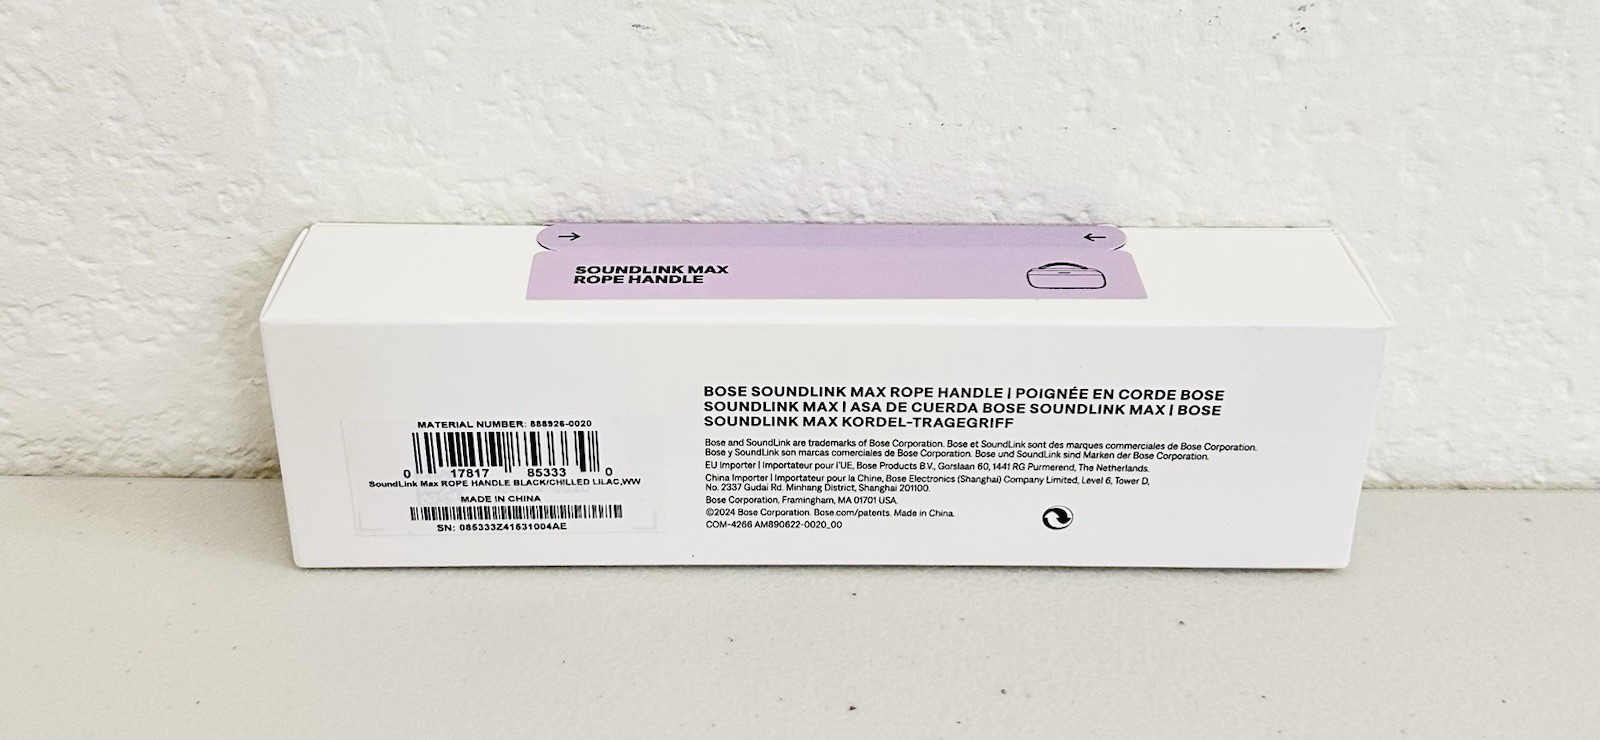 SOUNDLINK MAX
ROPE HANDLE
MATERIAL NUMBER: 888926-0020
0 17817 85333 0
SoundLink Max ROPE HANDLE BLACK/CHILLED LILAC,WW
MADE IN CHINA
SN: 085333Z41531004AE
BOSE SOUNDLINK MAX ROPE HANDLE | POIGNÉE EN CORDE BOSE
SOUNDLINK MAX | ASA DE CUERDA BOSE SOUNDLINK MAX | BOSE
SOUNDLINK MAX KORDEL-TRAGEGRIFF
Bose and SoundLink are trademarks of Bose Corporation. Bose et SoundLink sont des marques commerciales de Bose Corporation.
Bose y SoundLink son marcas comerciales de Bose Corporation. Bose und SoundLink sind Marken der Bose Corporation.
EU Importer | Importateur pour l'UE, Bose Products B.V., Gorslaan 60, 1441 RG Purmerend, The Netherlands.
China Importer | Importateur pour la Chine, Bose Electronics (Shanghai) Company Limited, Level 6, Tower D,
No. 2337 Gudai Rd. Minhang District, Shanghai 201100.
Bose Corporation, Framingham, MA 01701 USA.
©2024 Bose Corporation. Bose.com/patents. Made in China.
COM-4266 AM890622-0020_00